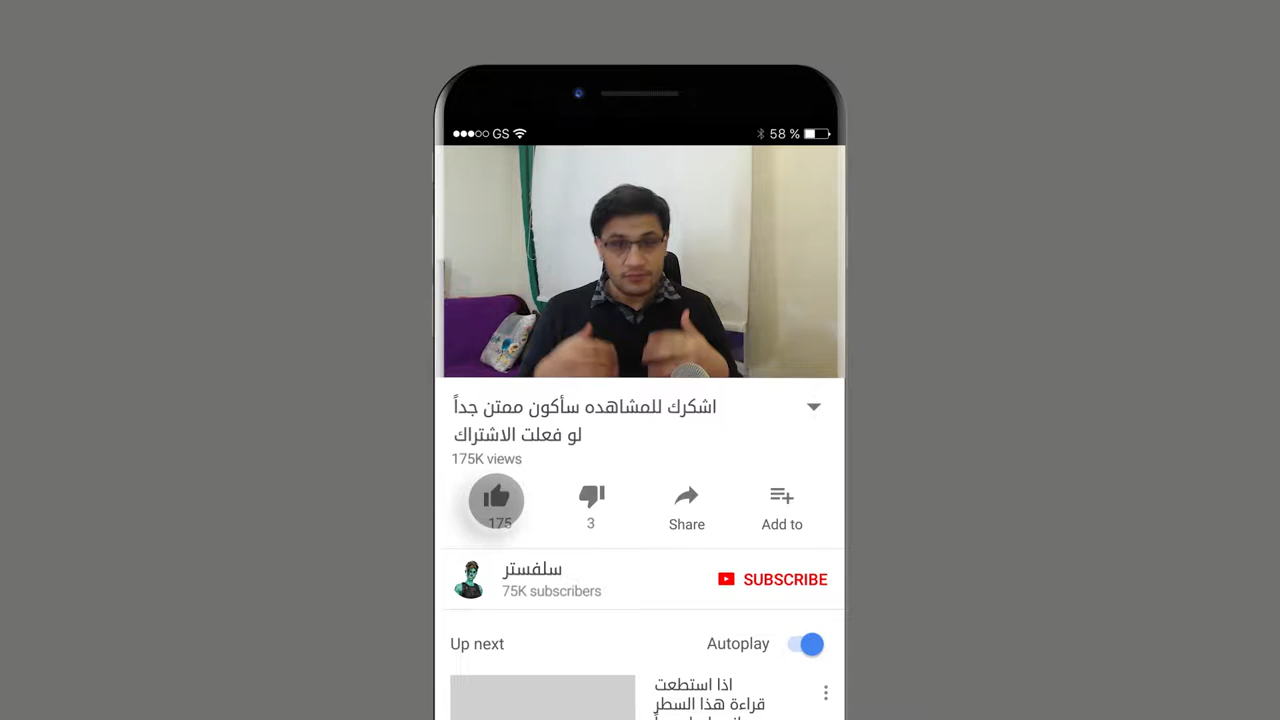 GS
58 %
اشكرك للمشاهده سأكون ممتن جداً
لو فعلت الاشتراك
175K views
175
3
Share
Add to
سلفستر
75K subscribers
SUBSCRIBE
Up next
Autoplay
اذا استطعت
قراءة هذا السطر